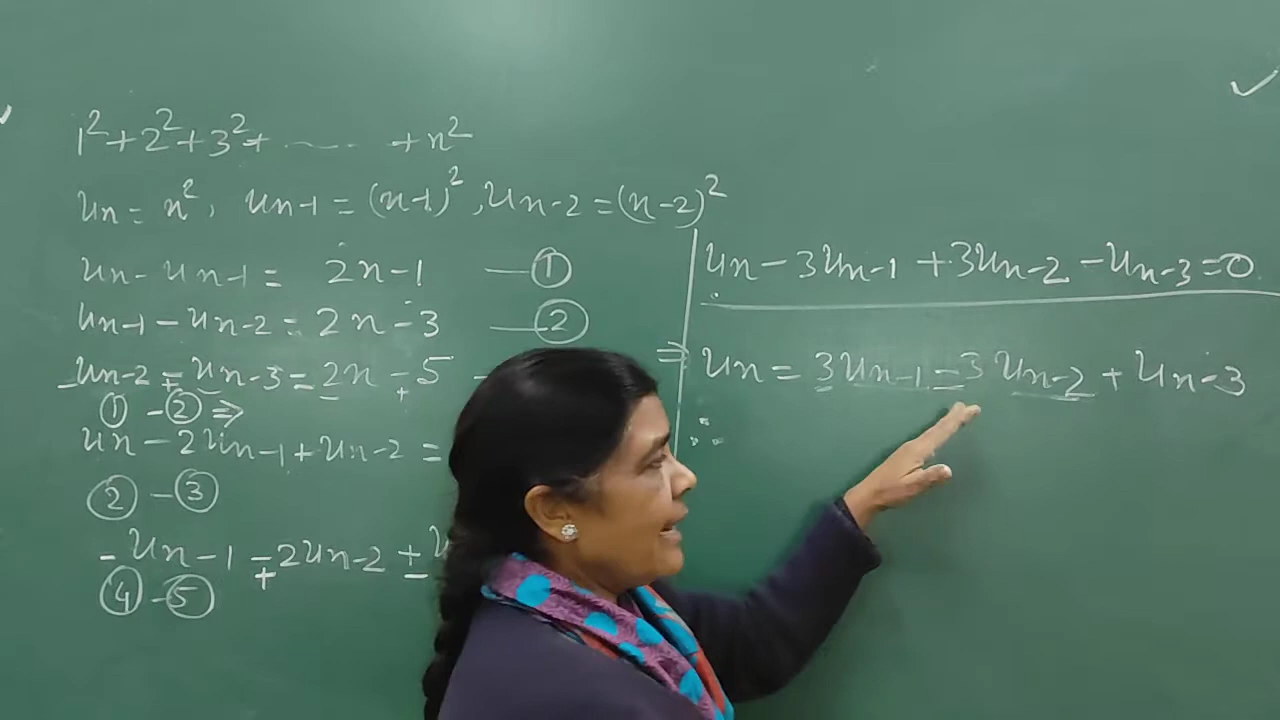 1²+2²+3²+ ...... +n²
un = n², un-1 = (n-1)², un-2 = (n-2)²
un - un-1 = 2n-1 —①
un-1 - un-2 = 2n-3 —②
un-2 - un-3 = 2n-5 -
- + - +
① - ② ⇒
un - 2un-1 + un-2 =
② - ③
un-1 - 2un-2 + u
- + -
④ - ⑤
un - 3un-1 + 3un-2 - un-3 = 0
⇒ un = 3un-1 - 3un-2 + un-3
∴